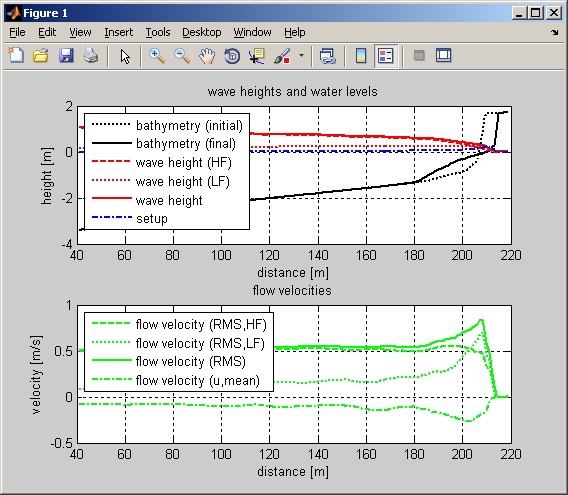 Figure 1
File Edit View Insert Tools Desktop Window Help
wave heights and water levels
2
0
-2
-4
height [m]
bathymetry (initial)
bathymetry (final)
wave height (HF)
wave height (LF)
wave height
setup
40 60 80 100 120 140 160 180 200 220
distance [m]
flow velocities
1
0.5
0
-0.5
velocity [m/s]
flow velocity (RMS,HF)
flow velocity (RMS,LF)
flow velocity (RMS)
flow velocity (u,mean)
40 60 80 100 120 140 160 180 200 220
distance [m]